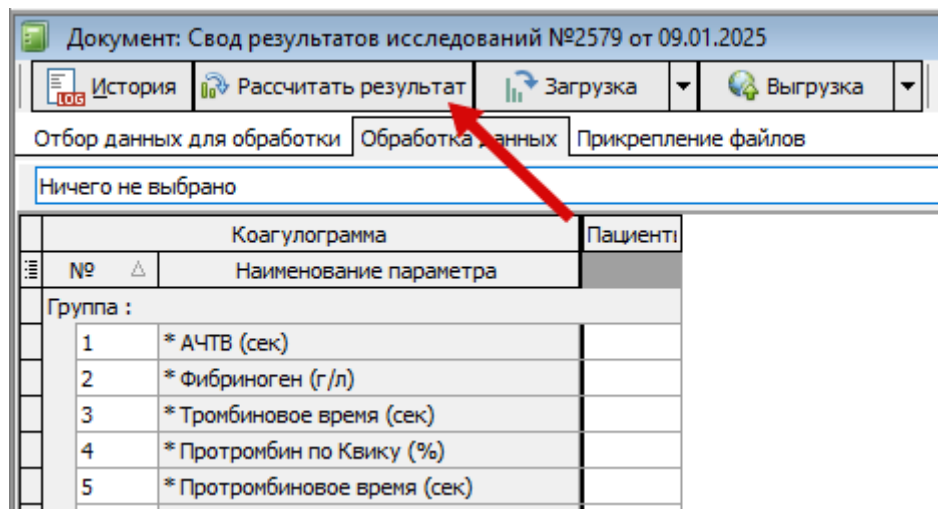 Документ: Свод результатов исследований №2579 от 09.01.2025
LOG История Рассчитать результат Загрузка Выгрузка
Отбор данных для обработки Обработка данных Прикрепление файлов
Ничего не выбрано
Коагулограмма Пациенты
№ Наименование параметра
Группа :
1 * АЧТВ (сек)
2 * Фибриноген (г/л)
3 * Тромбиновое время (сек)
4 * Протромбин по Квику (%)
5 * Протромбиновое время (сек)